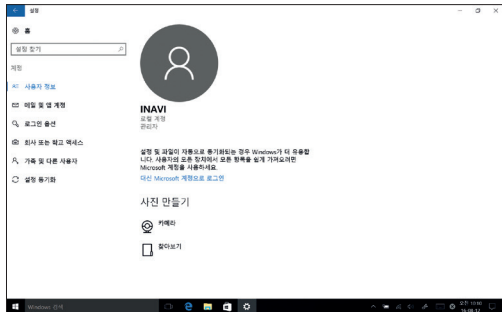 설정
홈
설정 찾기
계정
사용자 정보
메일 및 앱 계정
로그인 옵션
회사 또는 학교 액세스
가족 및 다른 사용자
설정 동기화
INAVI
로컬 계정
관리자
설정 및 파일이 자동으로 동기화되는 경우 Windows가 더 유용합
니다. 사용자의 모든 장치에서 모든 항목을 쉽게 가져오려면
Microsoft 계정을 사용하세요.
대신 Microsoft 계정으로 로그인
사진 만들기
카메라
찾아보기
Windows 검색